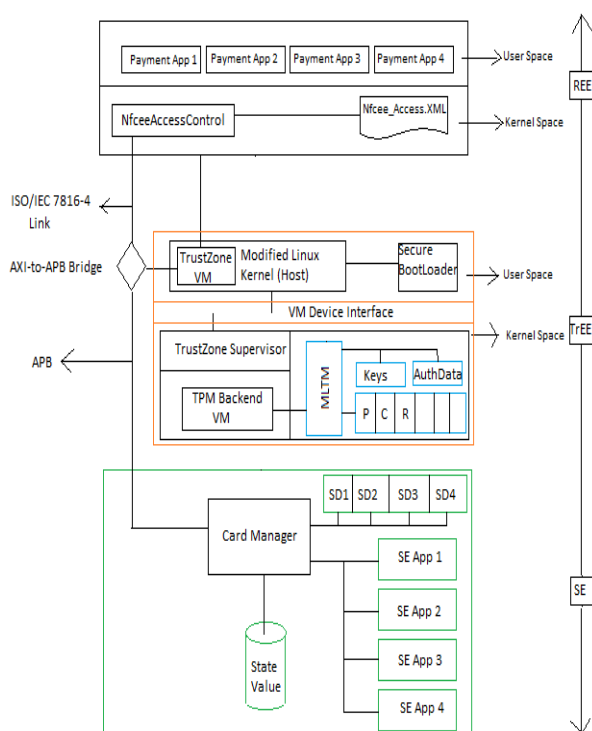 Payment App 1
Payment App 2
Payment App 3
Payment App 4
User Space
REE
NfceeAccessControl
Nfcee_Access.XML
Kernel Space
ISO/IEC 7816-4
Link
AXI-to-APB Bridge
TrustZone
VM
Modified Linux
Kernel (Host)
Secure
BootLoader
User Space
VM Device Interface
Kernel Space
TrEE
APB
TrustZone Supervisor
TPM Backend
VM
MLTM
Keys
AuthData
P C R
SD1 SD2 SD3 SD4
Card Manager
SE App 1
SE App 2
SE App 3
SE App 4
SE
State
Value